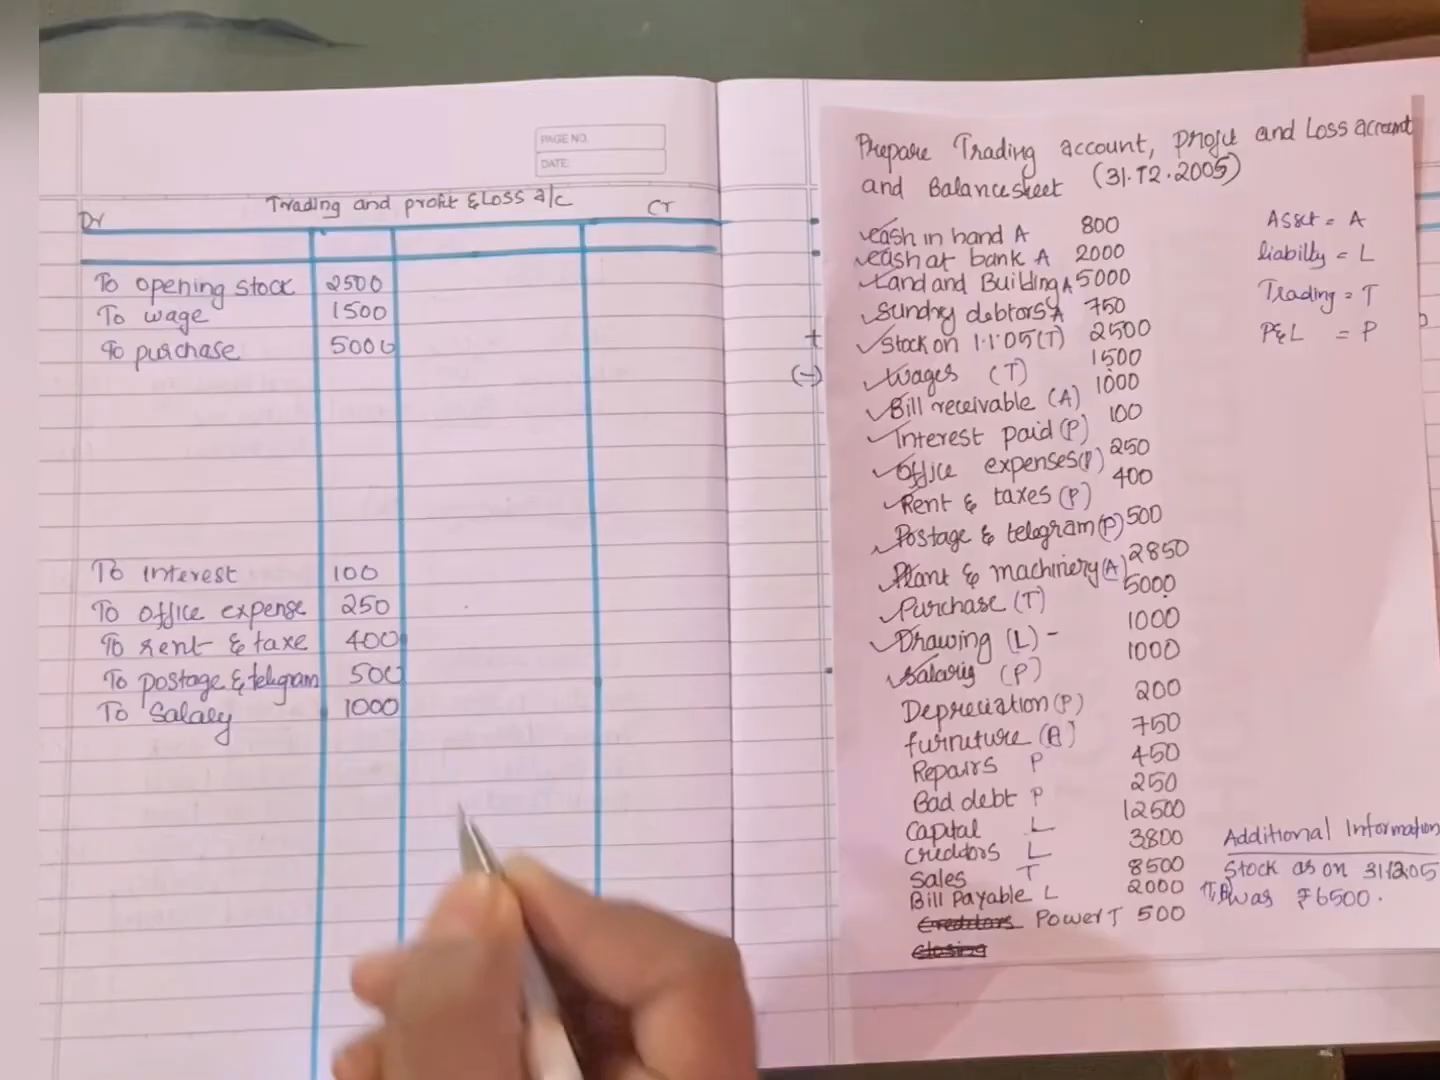 PAGE NO.
DATE:
Trading and profit & Loss a/c
Dr
Cr
To opening stock 2500
To wage 1500
To purchase 5000
To Interest 100
To office expense 250
To rent & taxe 400
To postage & telegram 500
To Salary 1000
Prepare Trading account, Profit and Loss account
and Balancesheet (31.12.2005)
cash in hand A 800
cash at bank A 2000
Land and Building A 5000
Sundry debtors A 750
+ Stock on 1.1.05 (T) 2500
(-) Wages (T) 1500
Bill receivable (A) 1000
Interest paid (P) 100
Office expenses (P) 250
Rent & taxes (P) 400
Postage & telegram (P) 500
Plant & machinery (A) 2850
Purchase (T) 5000
Drawing (L) - 1000
Salaries (P) 1000
Depreciation (P) 200
furnuture (A) 750
Repairs P 450
Bad debt P 250
Capital L 12500
Creditors L 3800
Sales T 8500
Bill Payable L 2000
Creditors Power T 500
Closing
Asset = A
liability = L
Trading = T
P&L = P
Additional Information
Stock as on 31.12.05
was ₹6500.